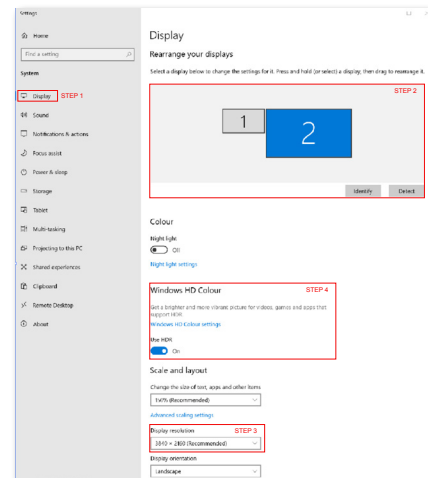 Settings
Home
Find a setting
System
Display
STEP 1
Sound
Notifications & actions
Focus assist
Power & sleep
Storage
Tablet
Multi-tasking
Projecting to this PC
Shared experiences
Clipboard
Remote Desktop
About
Display
Rearrange your displays
Select a display below to change the settings for it. Press and hold (or select) a display, then drag to rearrange it.
STEP 2
1
2
Identify
Detect
Colour
Night light
Off
Night light settings
Windows HD Colour
STEP 4
Get a brighter and more vibrant picture for videos, games and apps that
support HDR.
Windows HD Colour settings
Use HDR
On
Scale and layout
Change the size of text, apps and other items
(Recommended)
Advanced scaling settings
Display resolution
STEP 3
3840 × 2160 (Recommended)
Display orientation
Landscape